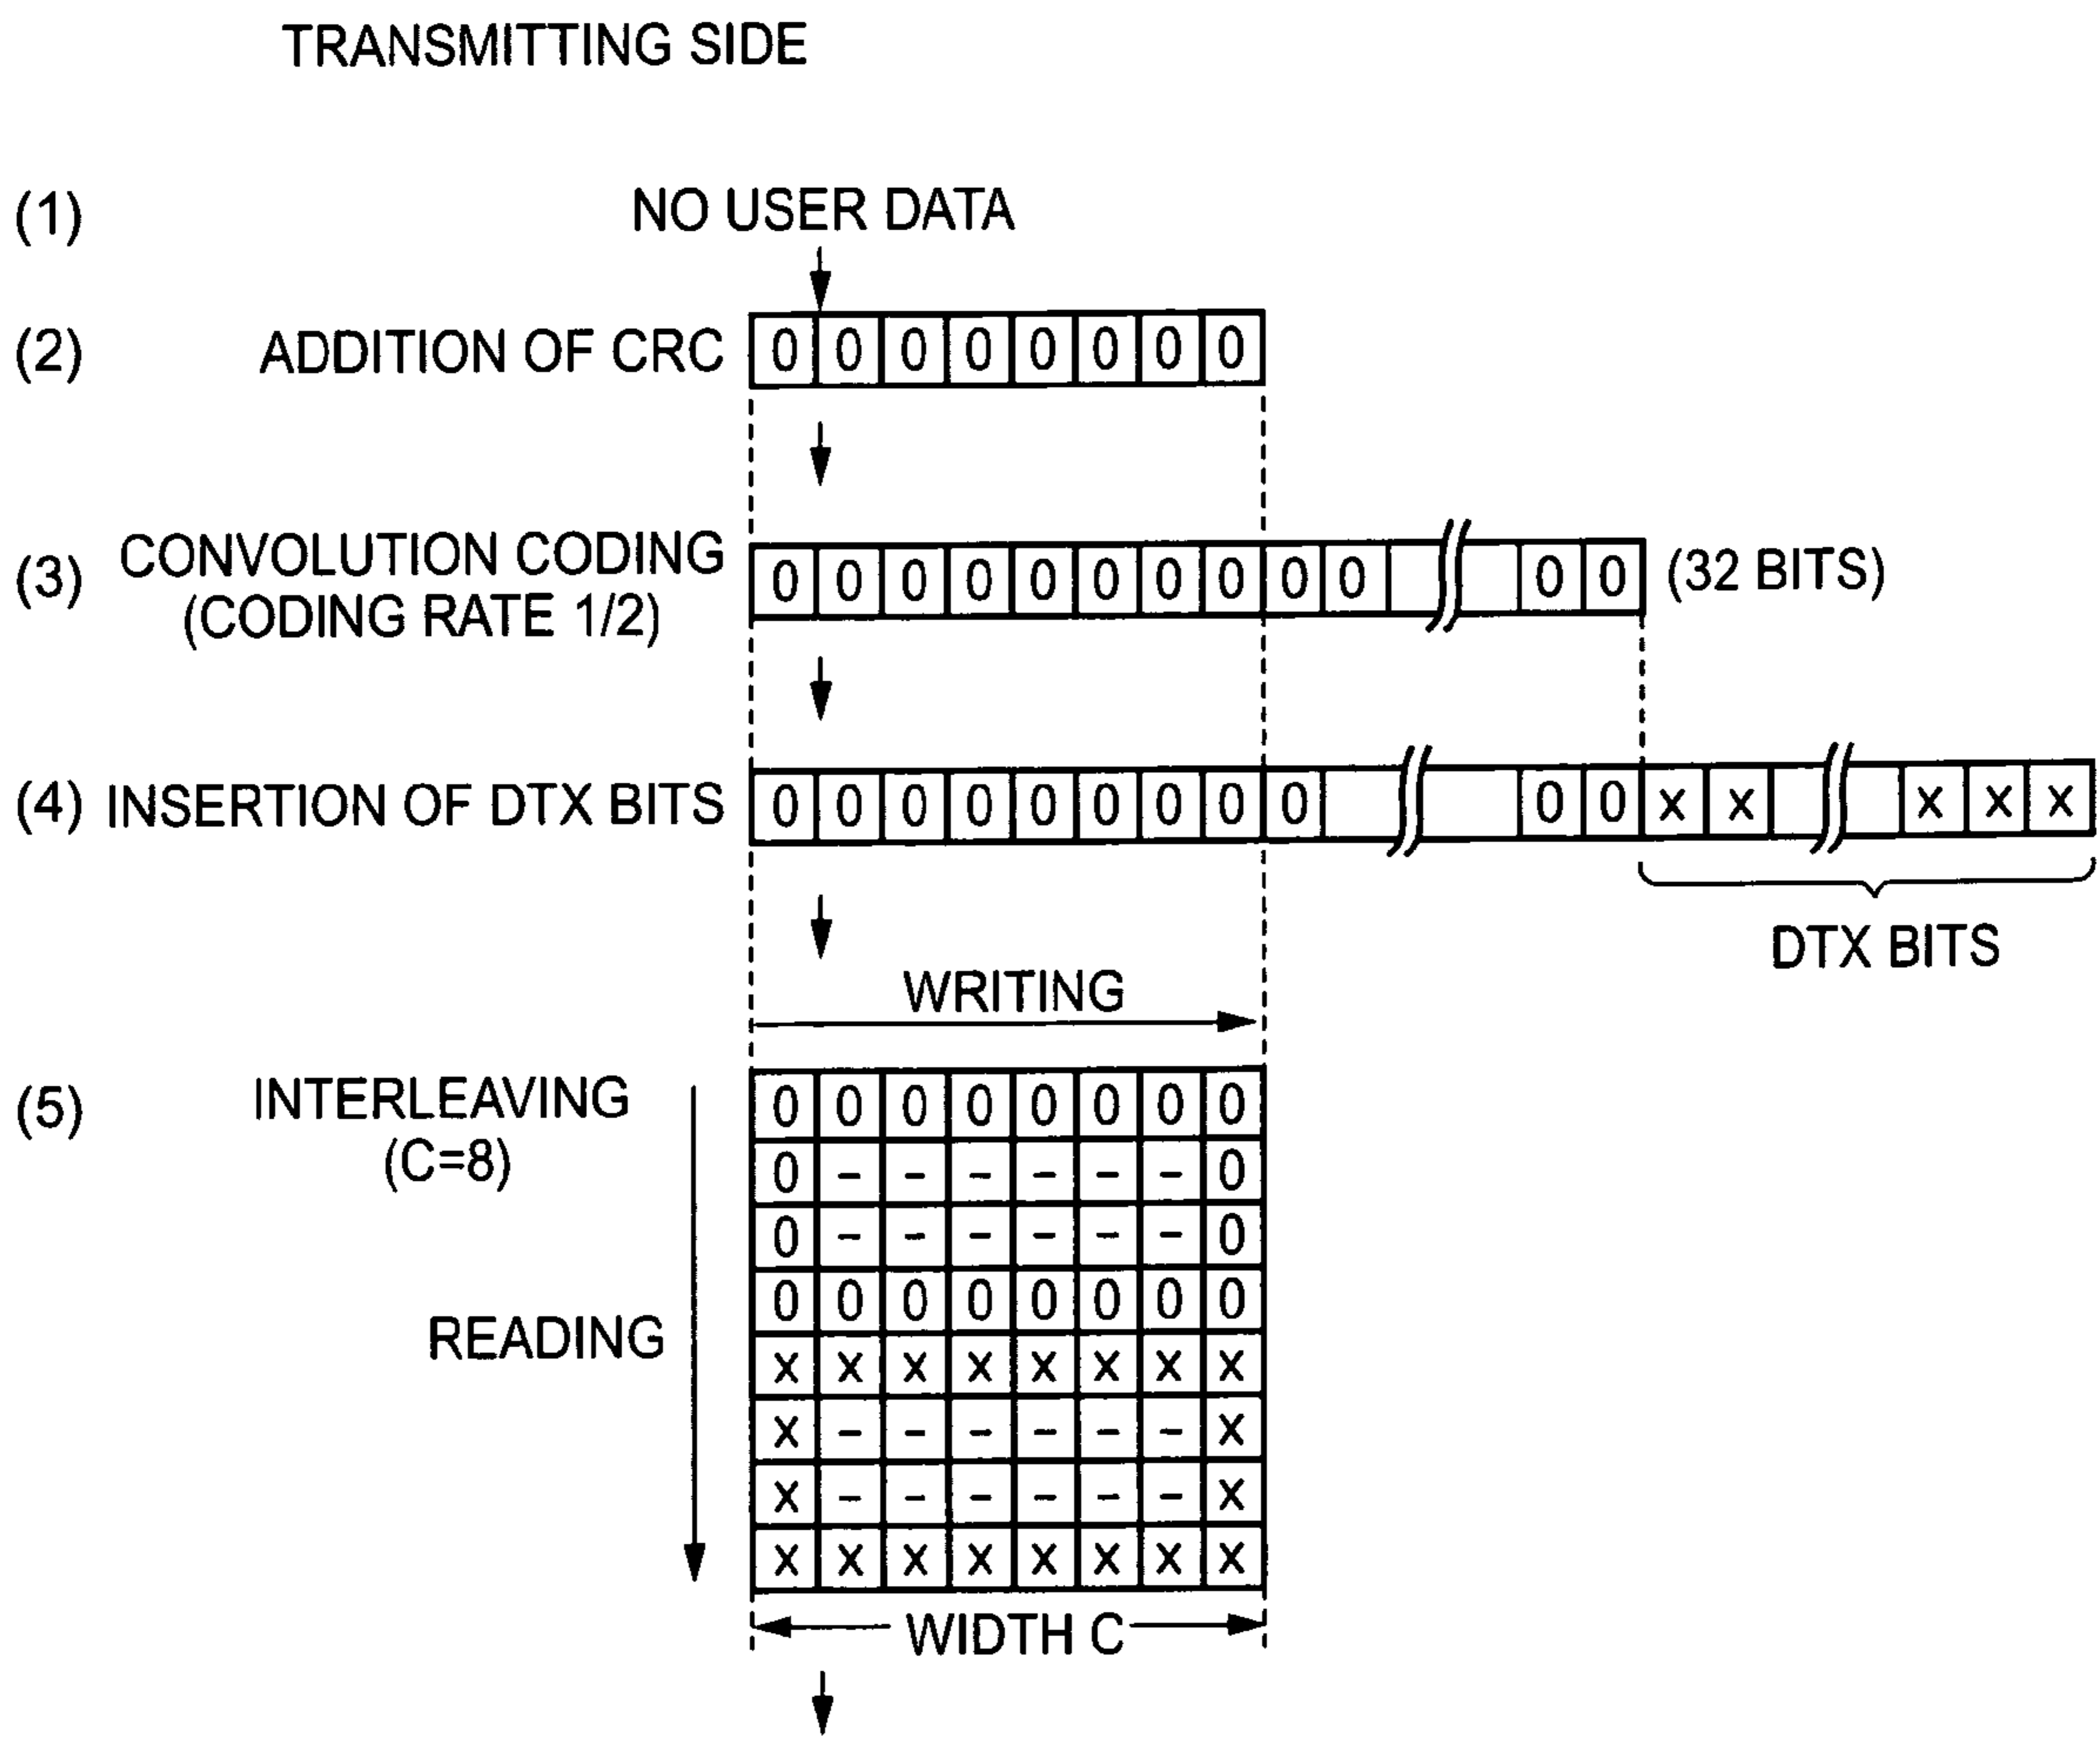 TRANSMITTING SIDE
(1) NO USER DATA
(2) ADDITION OF CRC 0 0 0 0 0 0 0 0
(3) CONVOLUTION CODING 0 0 0 0 0 0 0 0 0 0 0 0 (32 BITS)
(CODING RATE 1/2)
(4) INSERTION OF DTX BITS 0 0 0 0 0 0 0 0 0 0 0 x x x x x
DTX BITS
WRITING
(5) INTERLEAVING 0 0 0 0 0 0 0 0
(C=8) 0 - - - - - - 0
0 - - - - - - 0
0 0 0 0 0 0 0 0
READING x x x x x x x x
x - - - - - - x
x - - - - - - x
x x x x x x x x
WIDTH C